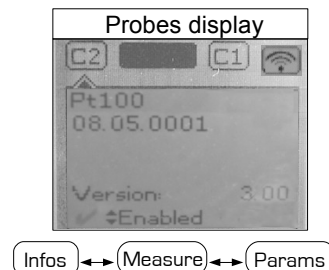 Probes display
C2 C1
Pt100
08.05.0001
Version: 3.00
Enabled
Infos Measure Params